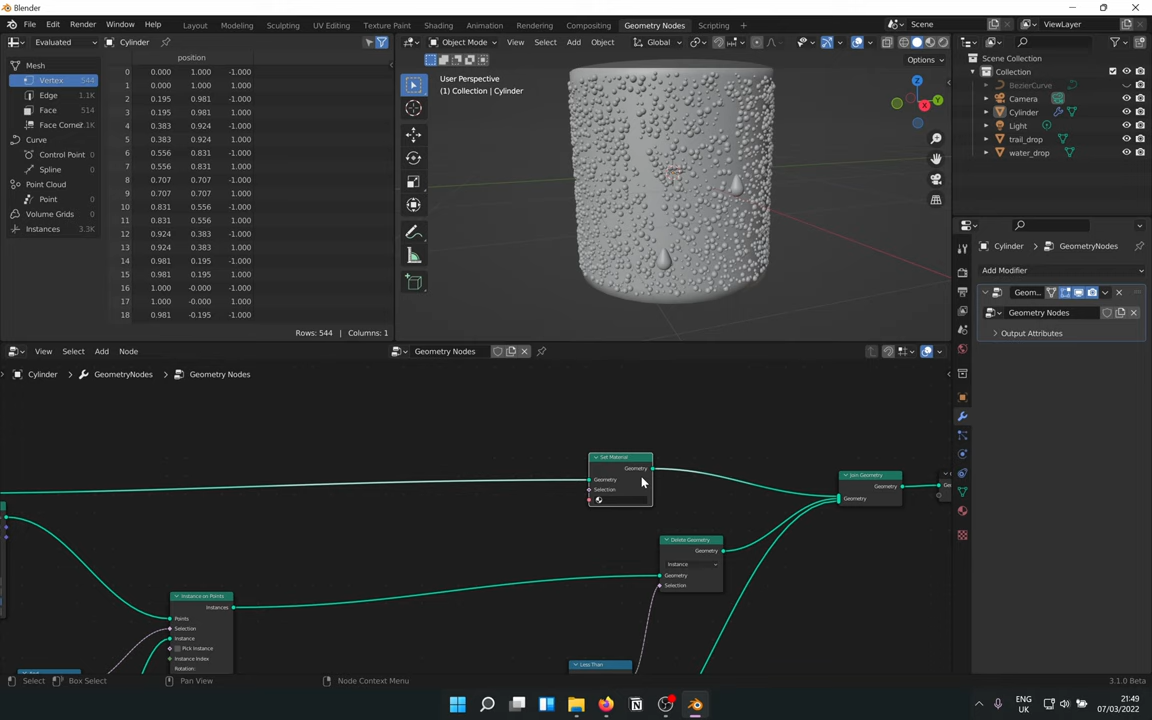 Blender
File Edit Render Window Help Layout Modeling Sculpting UV Editing Texture Paint Shading Animation Rendering Compositing Geometry Nodes Scripting + Scene ViewLayer
Evaluated Cylinder
position
Mesh
Vertex 544
Edge 1.1K
Face 514
Face Corner 2.1K
Curve
Control Point 0
Spline 0
Point Cloud
Point 0
Volume Grids 0
Instances 3.3K
0 0.000 1.000 -1.000
1 0.000 1.000 1.000
2 0.195 0.981 -1.000
3 0.195 0.981 1.000
4 0.383 0.924 -1.000
5 0.383 0.924 1.000
6 0.556 0.831 -1.000
7 0.556 0.831 1.000
8 0.707 0.707 -1.000
9 0.707 0.707 1.000
10 0.831 0.556 -1.000
11 0.831 0.556 1.000
12 0.924 0.383 -1.000
13 0.924 0.383 1.000
14 0.981 0.195 -1.000
15 0.981 0.195 1.000
16 1.000 -0.000 -1.000
17 1.000 -0.000 1.000
18 0.981 -0.195 -1.000
Rows: 544 | Columns: 1
Object Mode View Select Add Object Global
Options
User Perspective
(1) Collection | Cylinder
X
Y
Z
Scene Collection
Collection
BezierCurve
Camera
Cylinder
Light
trail_drop
water_drop
Cylinder > GeometryNodes
Add Modifier
Geom...
Geometry Nodes
Output Attributes
View Select Add Node Geometry Nodes
Cylinder > GeometryNodes > Geometry Nodes
Set Material
Geometry
Geometry
Selection
Join Geometry
Geometry
Geometry
Delete Geometry
Geometry
Instance
Geometry
Selection
Instance on Points
Instances
Points
Selection
Instance
Pick Instance
Instance Index
Rotation
Less Than
Select Box Select Pan View Node Context Menu 3.1.0 Beta
ENG
UK
21:49
07/03/2022